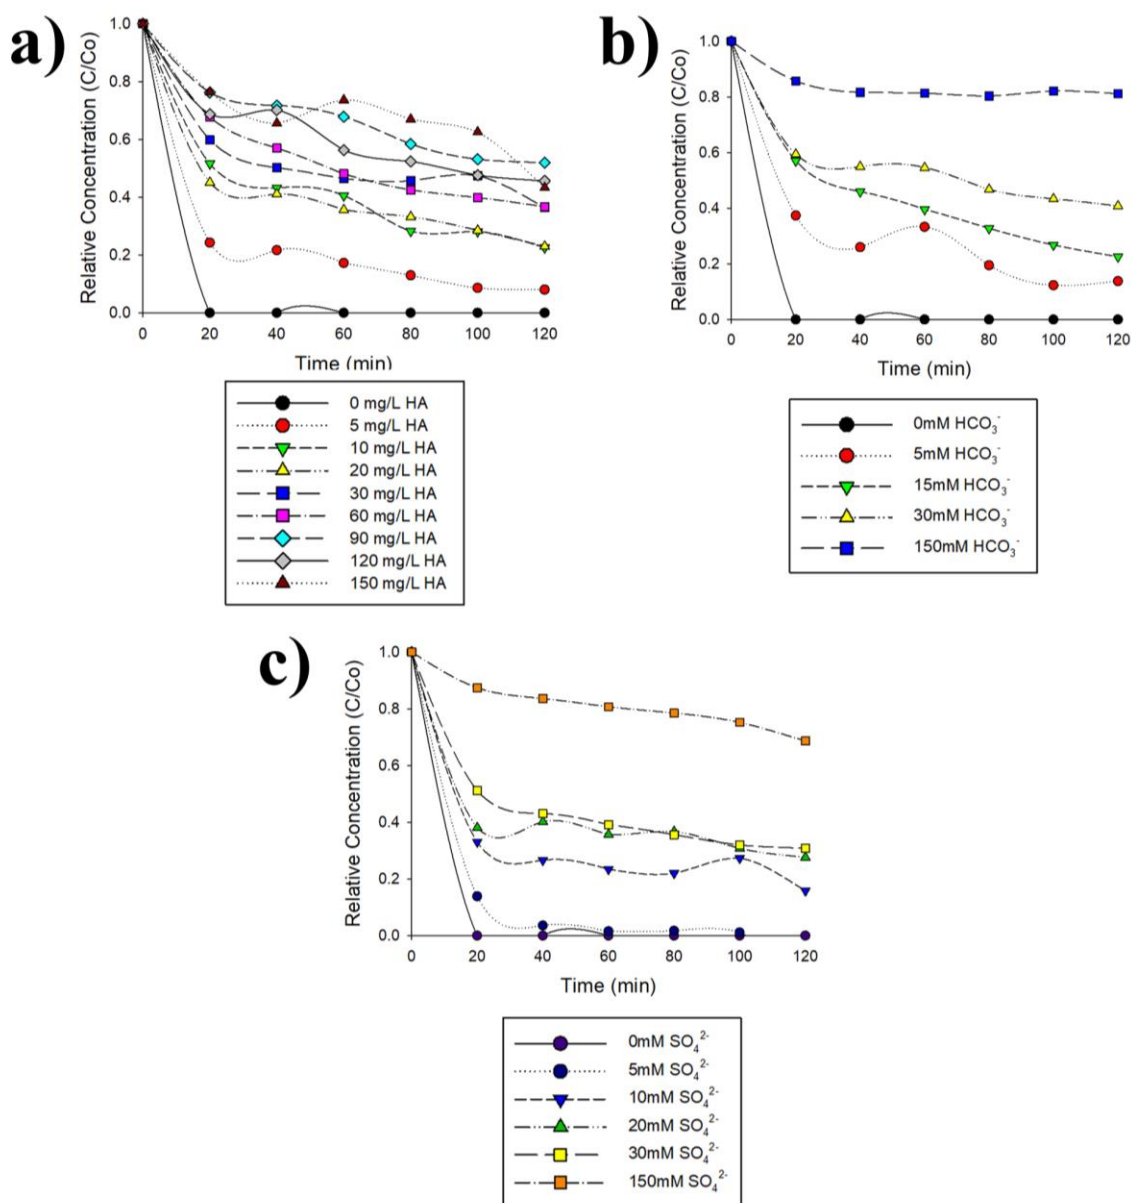 a)
Relative Concentration (C/Co)
1.0
0.8
0.6
0.4
0.2
0.0
0 20 40 60 80 100 120
Time (min)
0 mg/L HA
5 mg/L HA
10 mg/L HA
20 mg/L HA
30 mg/L HA
60 mg/L HA
90 mg/L HA
120 mg/L HA
150 mg/L HA
b)
Relative Concentration (C/Co)
1.0
0.8
0.6
0.4
0.2
0.0
0 20 40 60 80 100 120
Time (min)
0mM HCO₃⁻
5mM HCO₃⁻
15mM HCO₃⁻
30mM HCO₃⁻
150mM HCO₃⁻
c)
Relative Concentration (C/Co)
1.0
0.8
0.6
0.4
0.2
0.0
0 20 40 60 80 100 120
Time (min)
0mM SO₄²⁻
5mM SO₄²⁻
10mM SO₄²⁻
20mM SO₄²⁻
30mM SO₄²⁻
150mM SO₄²⁻